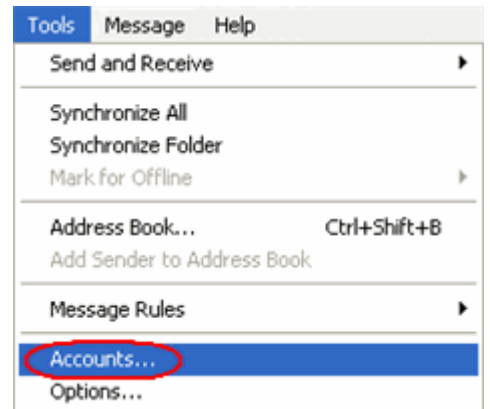 Tools Message Help
Send and Receive
Synchronize All
Synchronize Folder
Mark for Offline
Address Book... Ctrl+Shift+B
Add Sender to Address Book
Message Rules
Accounts...
Options...